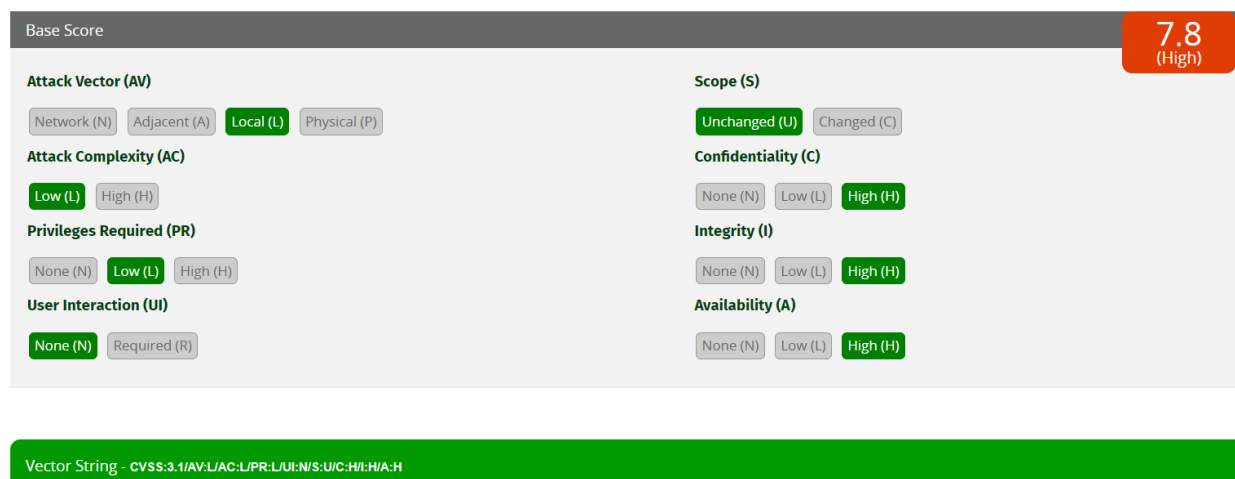 Base Score
7.8
(High)
Attack Vector (AV)
Network (N) Adjacent (A) Local (L) Physical (P)
Attack Complexity (AC)
Low (L) High (H)
Privileges Required (PR)
None (N) Low (L) High (H)
User Interaction (UI)
None (N) Required (R)
Scope (S)
Unchanged (U) Changed (C)
Confidentiality (C)
None (N) Low (L) High (H)
Integrity (I)
None (N) Low (L) High (H)
Availability (A)
None (N) Low (L) High (H)
Vector String - CVSS:3.1/AV:L/AC:L/PR:L/UI:N/S:U/C:H/I:H/A:H